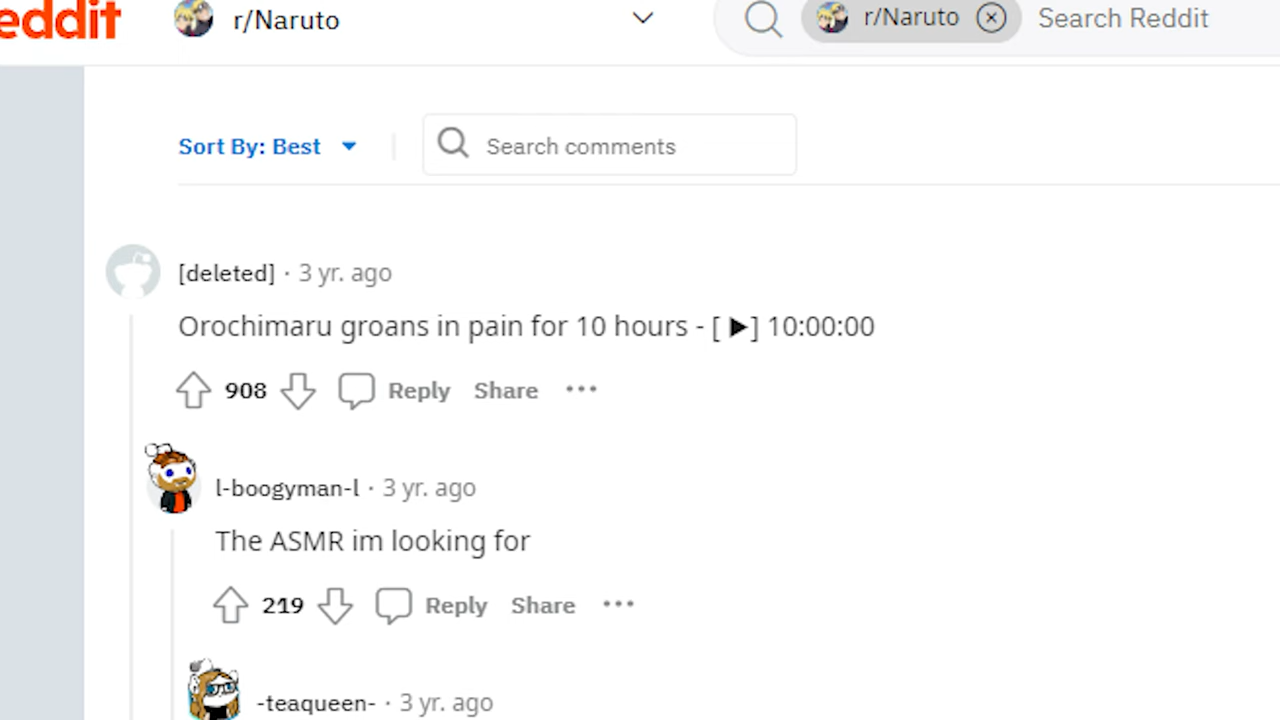 eddit r/Naruto r/Naruto Search Reddit
Sort By: Best Search comments
[deleted] · 3 yr. ago
Orochimaru groans in pain for 10 hours - [ ▶] 10:00:00
908 Reply Share ···
l-boogyman-l · 3 yr. ago
The ASMR im looking for
219 Reply Share ···
-teaqueen- · 3 yr. ago